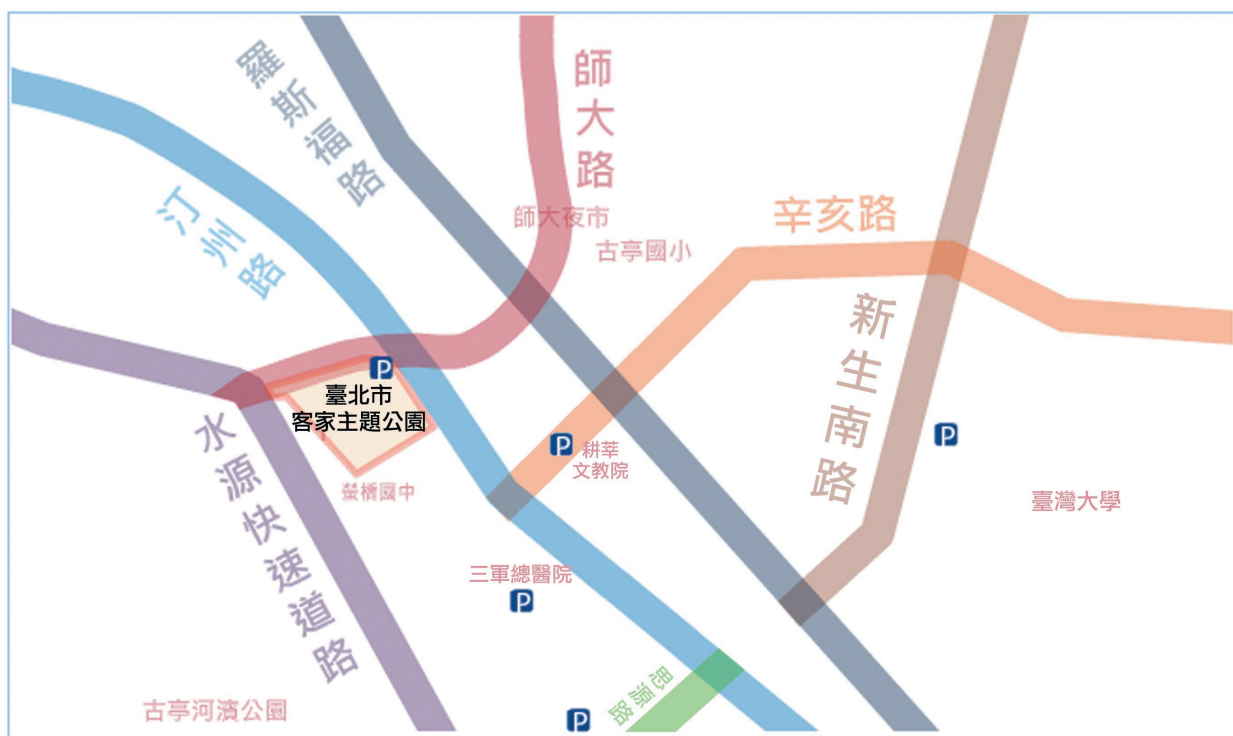 羅斯福路
師大路
師大夜市
古亭國小
辛亥路
汀州路
新生南路
P
臺北市
客家主題公園
P
耕莘
文教院
P
水源快速道路
螢橋國中
臺灣大學
三軍總醫院
P
思源路
古亭河濱公園
P